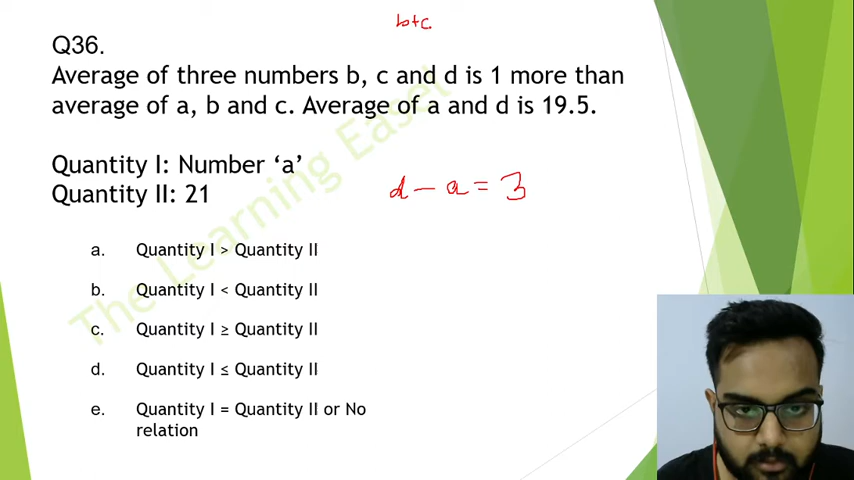 b+c.
Q36.
Average of three numbers b, c and d is 1 more than
average of a, b and c. Average of a and d is 19.5.
Quantity I: Number ‘a’
Quantity II: 21
d - a = 3
a. Quantity I > Quantity II
b. Quantity I < Quantity II
c. Quantity I ≥ Quantity II
d. Quantity I ≤ Quantity II
e. Quantity I = Quantity II or No
relation
The Learning Easel